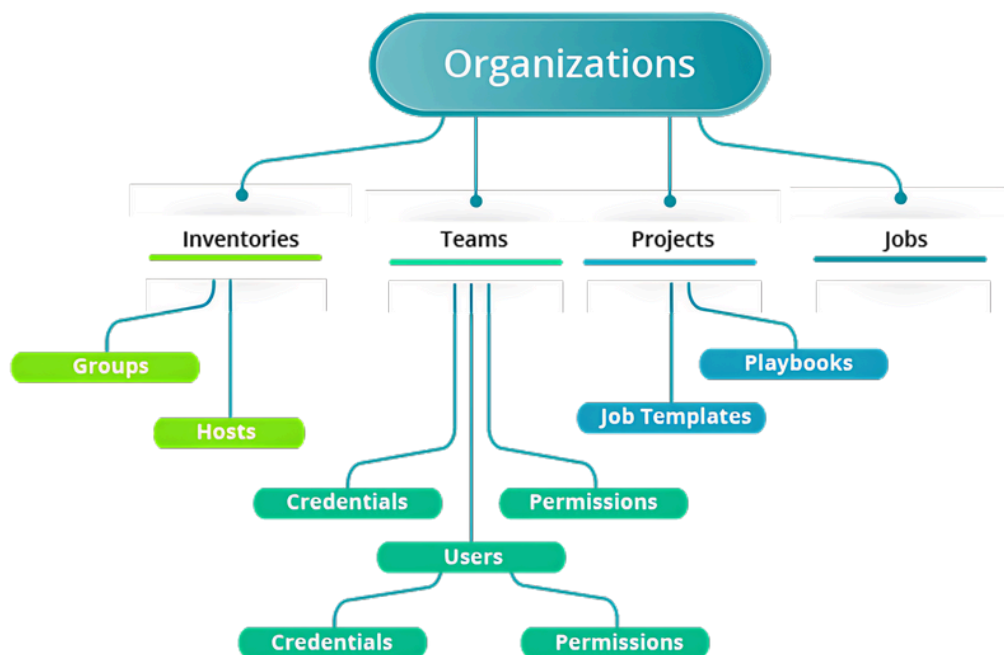 Organizations
Inventories
Teams
Projects
Jobs
Groups
Playbooks
Hosts
Job Templates
Credentials
Permissions
Users
Credentials
Permissions